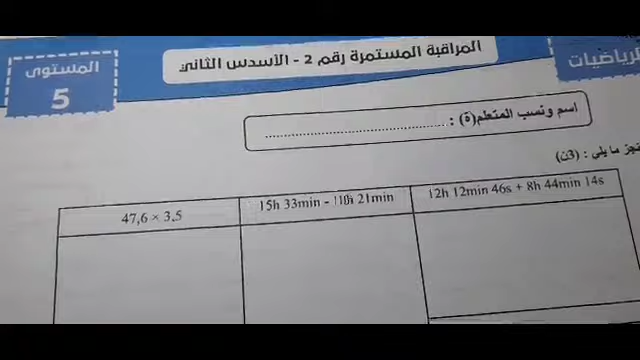 الرياضيات
المراقبة المستمرة رقم 2 - الأسدس الثاني
المستوى
5
اسم ونسب المتعلم(ة) : ................................................
ما يلي : (3ن)
12h 12min 46s + 8h 44min 14s
15h 33min - 11h 21min
47,6 × 3,5